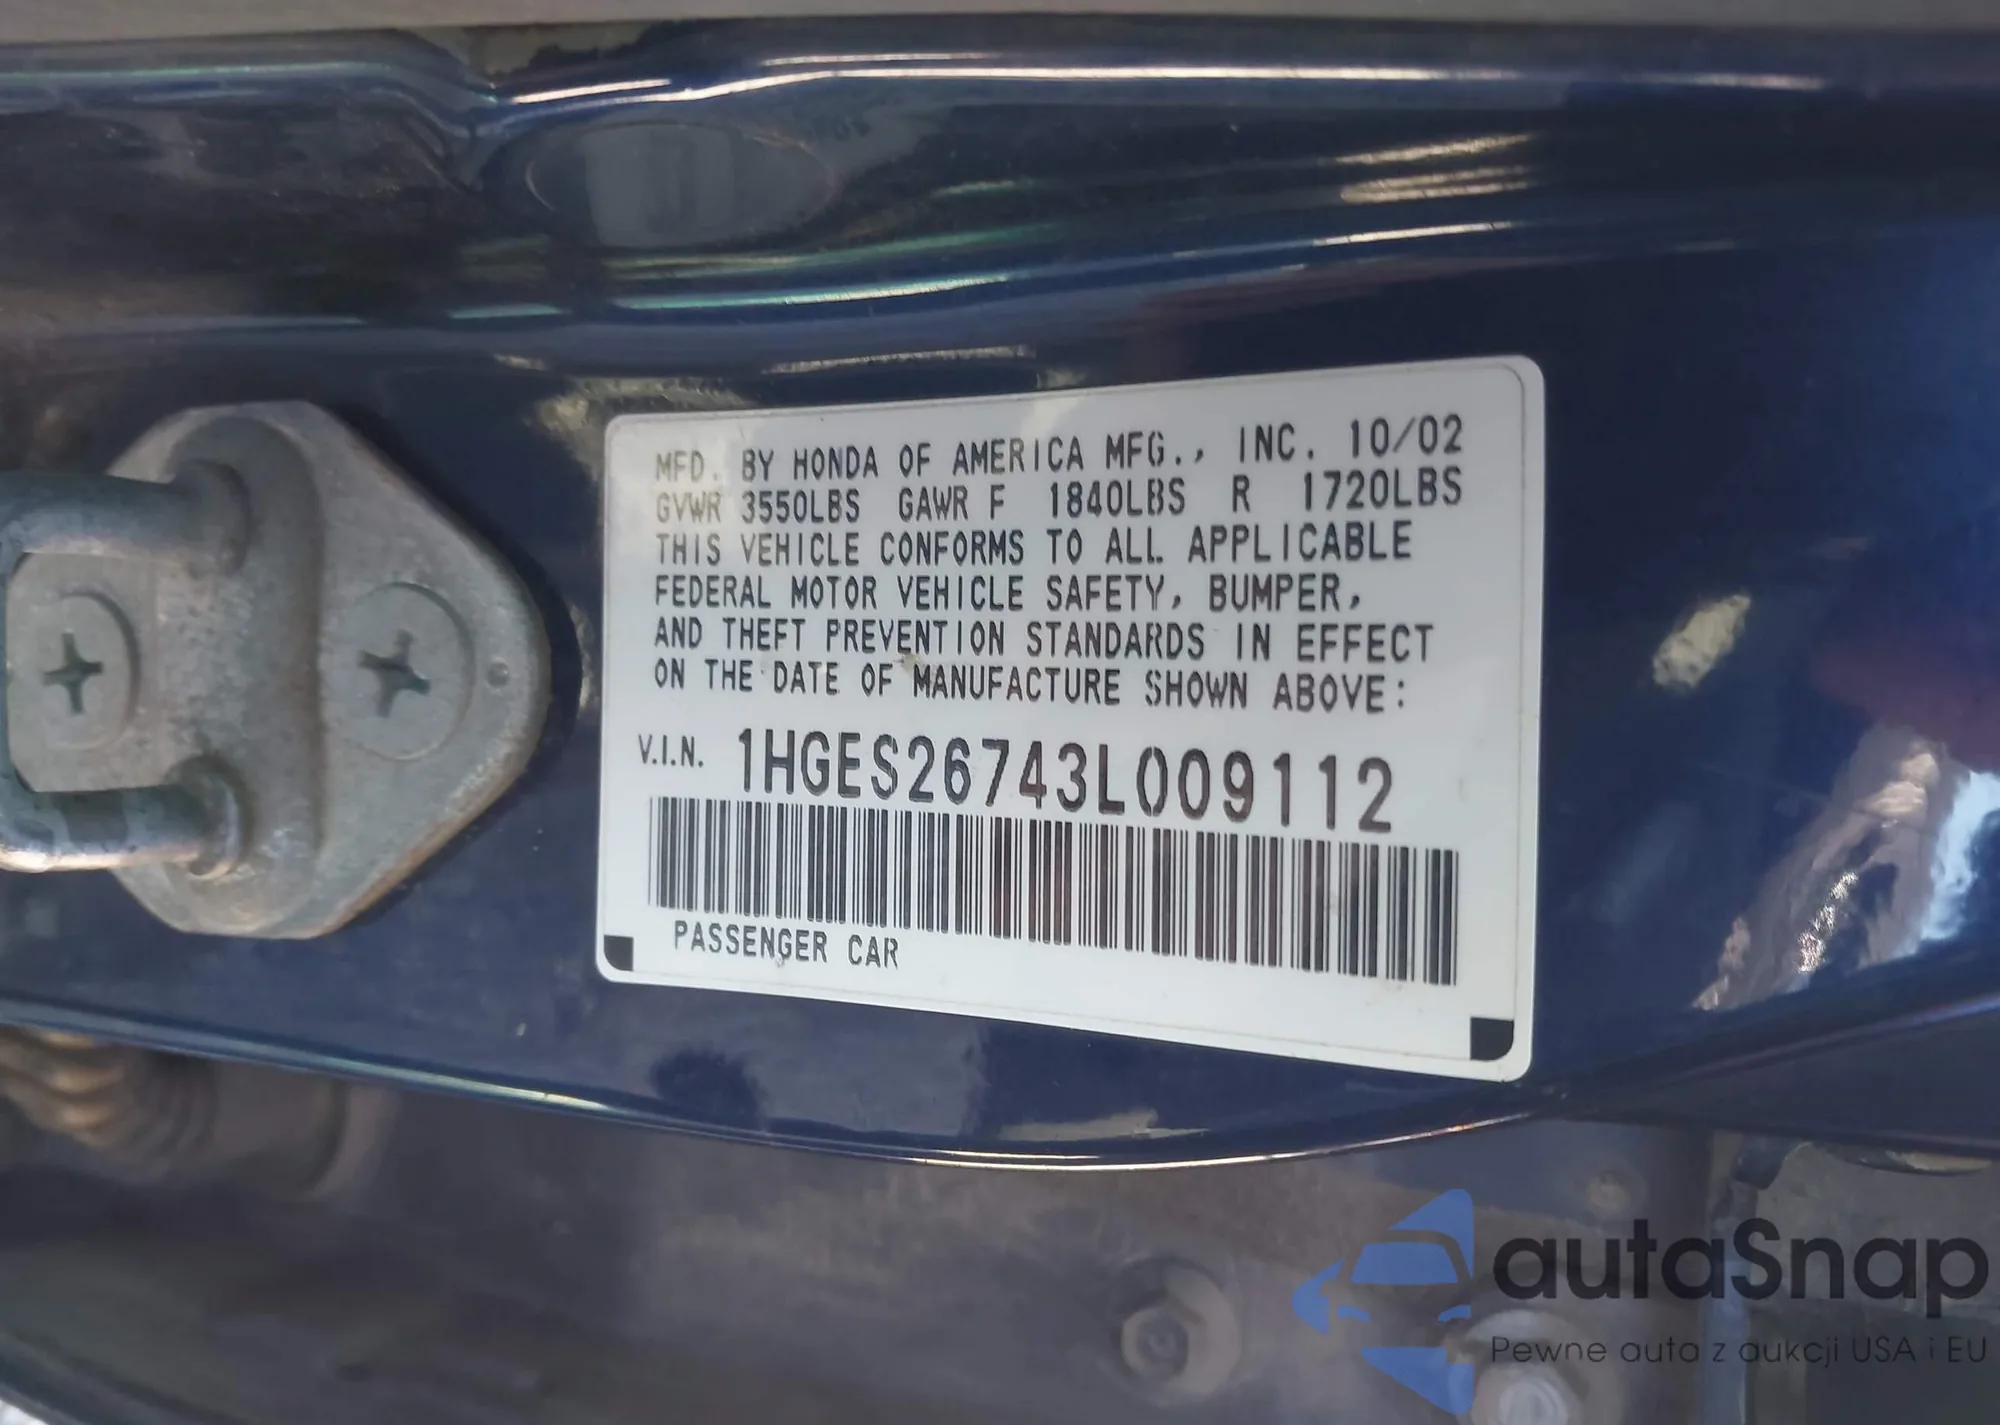 MFD. BY HONDA OF AMERICA MFG., INC. 10/02
GVWR 3550LBS GAWR F 1840LBS R 1720LBS
THIS VEHICLE CONFORMS TO ALL APPLICABLE
FEDERAL MOTOR VEHICLE SAFETY, BUMPER,
AND THEFT PREVENTION STANDARDS IN EFFECT
ON THE DATE OF MANUFACTURE SHOWN ABOVE:
V.I.N. 1HGES26743L009112
PASSENGER CAR
autaSnap
Pewne auta z aukcji USA i EU